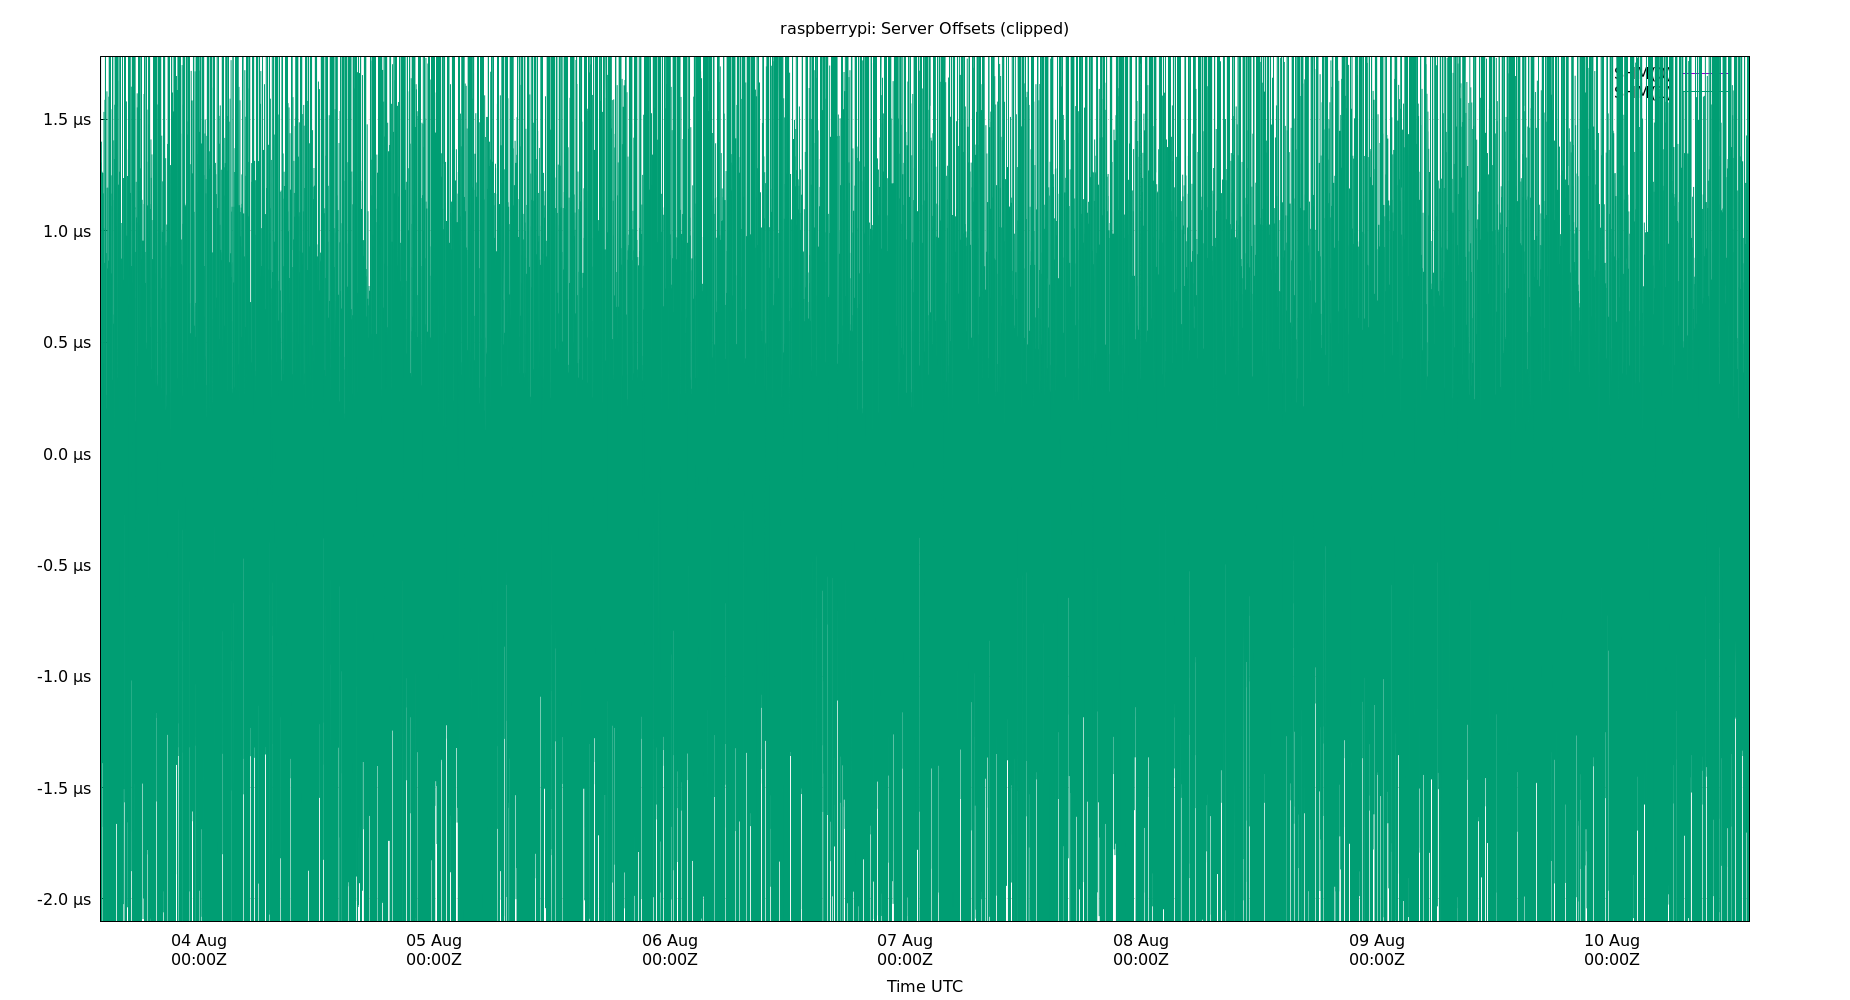 raspberrypi: Server Offsets (clipped)
1.5 µs
1.0 µs
0.5 µs
0.0 µs
-0.5 µs
-1.0 µs
-1.5 µs
-2.0 µs
04 Aug
00:00Z
05 Aug
00:00Z
06 Aug
00:00Z
07 Aug
00:00Z
08 Aug
00:00Z
09 Aug
00:00Z
10 Aug
00:00Z
Time UTC